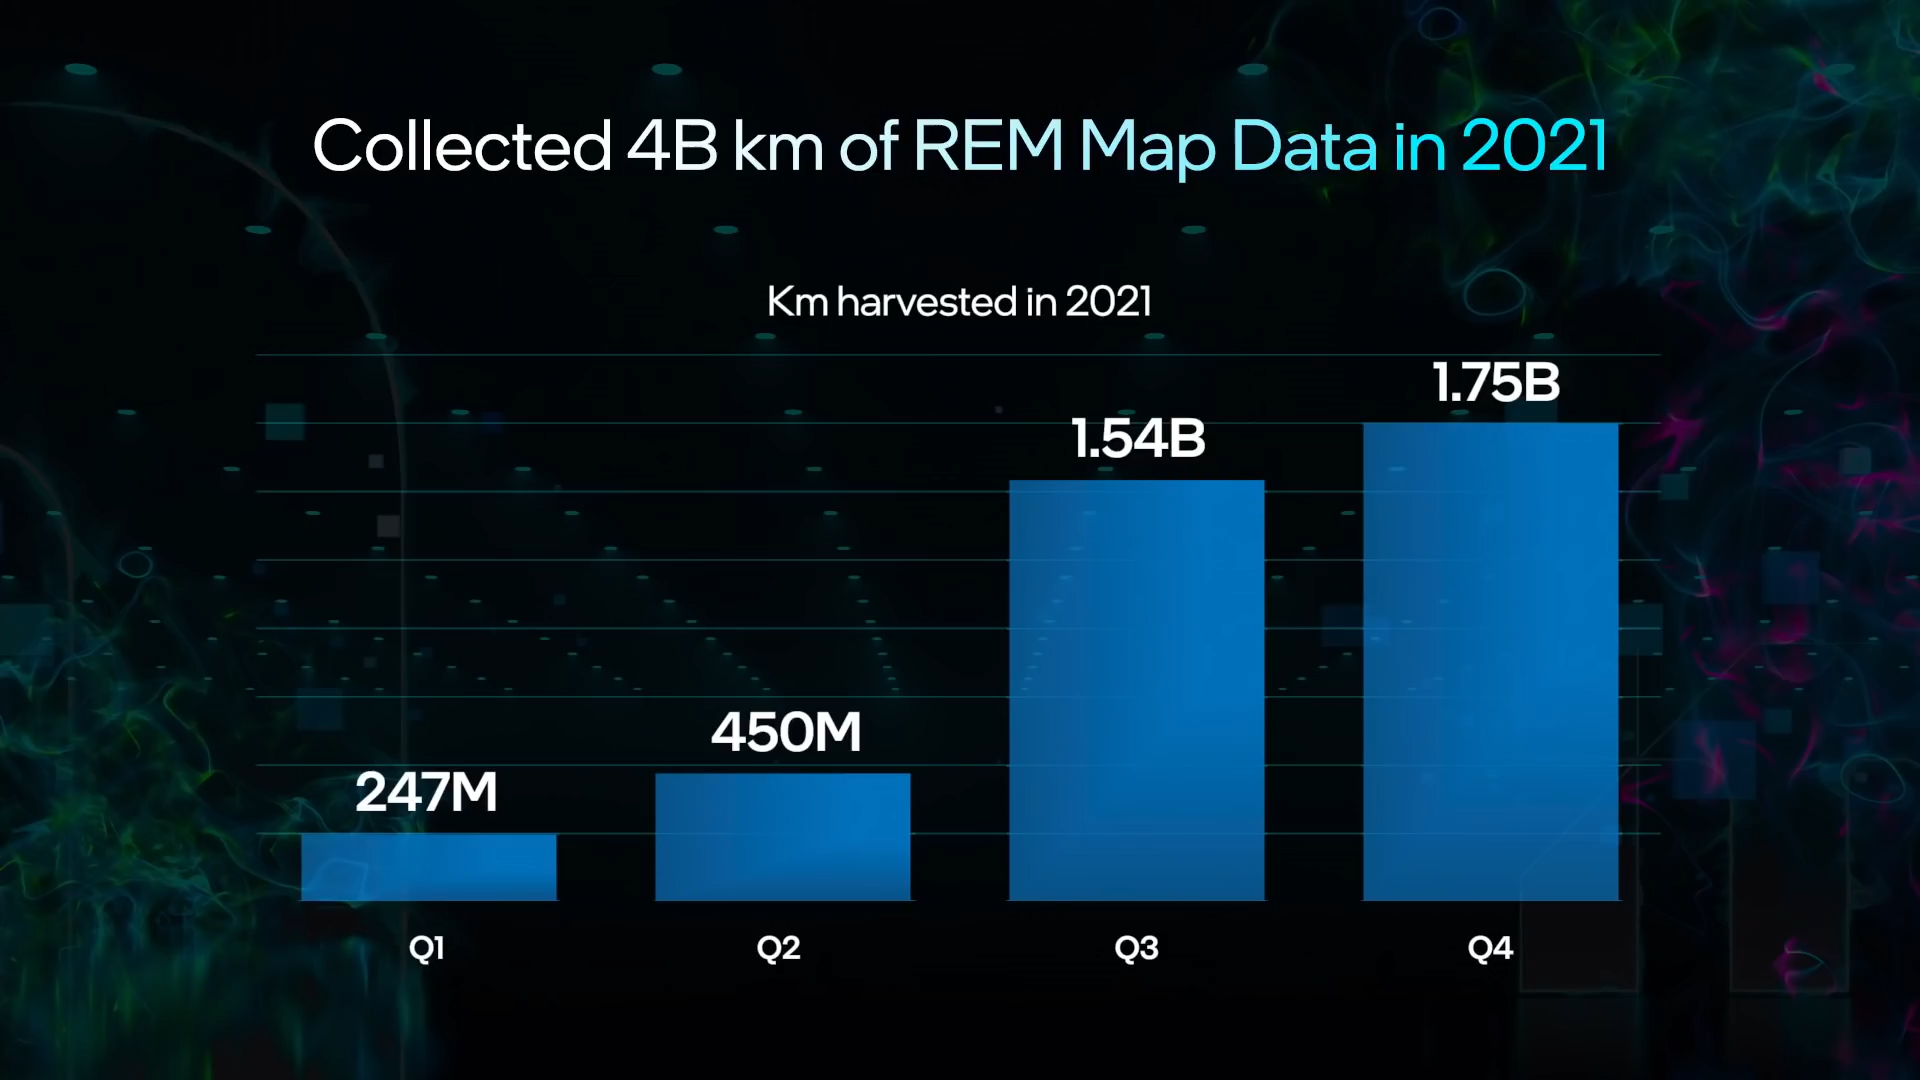 Collected 4B km of REM Map Data in 2021
Km harvested in 2021
1.75B
1.54B
450M
247M
Q1 Q2 Q3 Q4